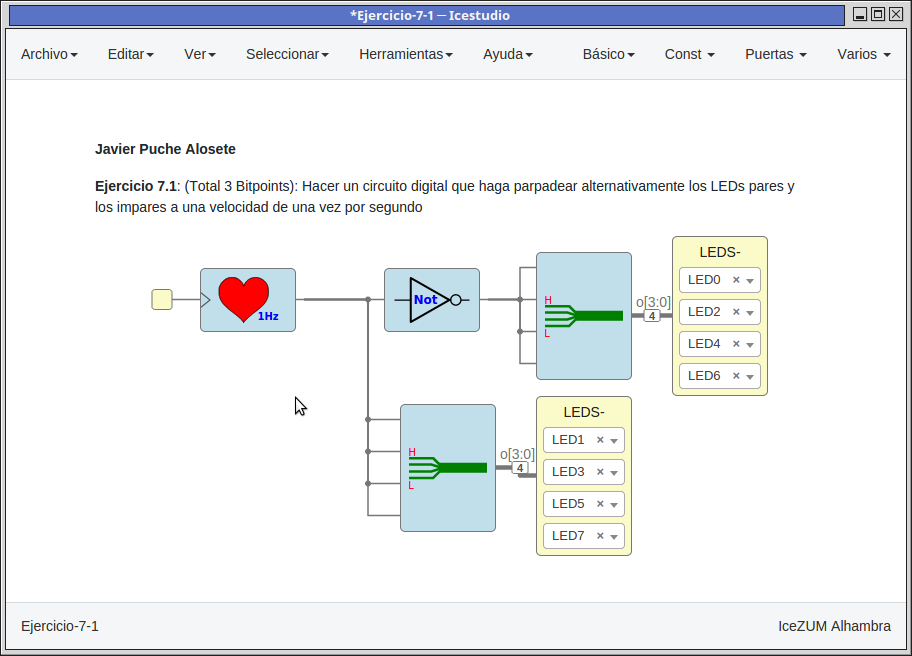 *Ejercicio-7-1 ─ Icestudio
Archivo Editar Ver Seleccionar Herramientas Ayuda Básico Const Puertas Varios
Javier Puche Alosete
Ejercicio 7.1: (Total 3 Bitpoints): Hacer un circuito digital que haga parpadear alternativamente los LEDs pares y
los impares a una velocidad de una vez por segundo
1Hz
Not
H
L
o[3:0]
4
LEDS-
LED0 ×
LED2 ×
LED4 ×
LED6 ×
H
L
o[3:0]
4
LEDS-
LED1 ×
LED3 ×
LED5 ×
LED7 ×
Ejercicio-7-1 IceZUM Alhambra